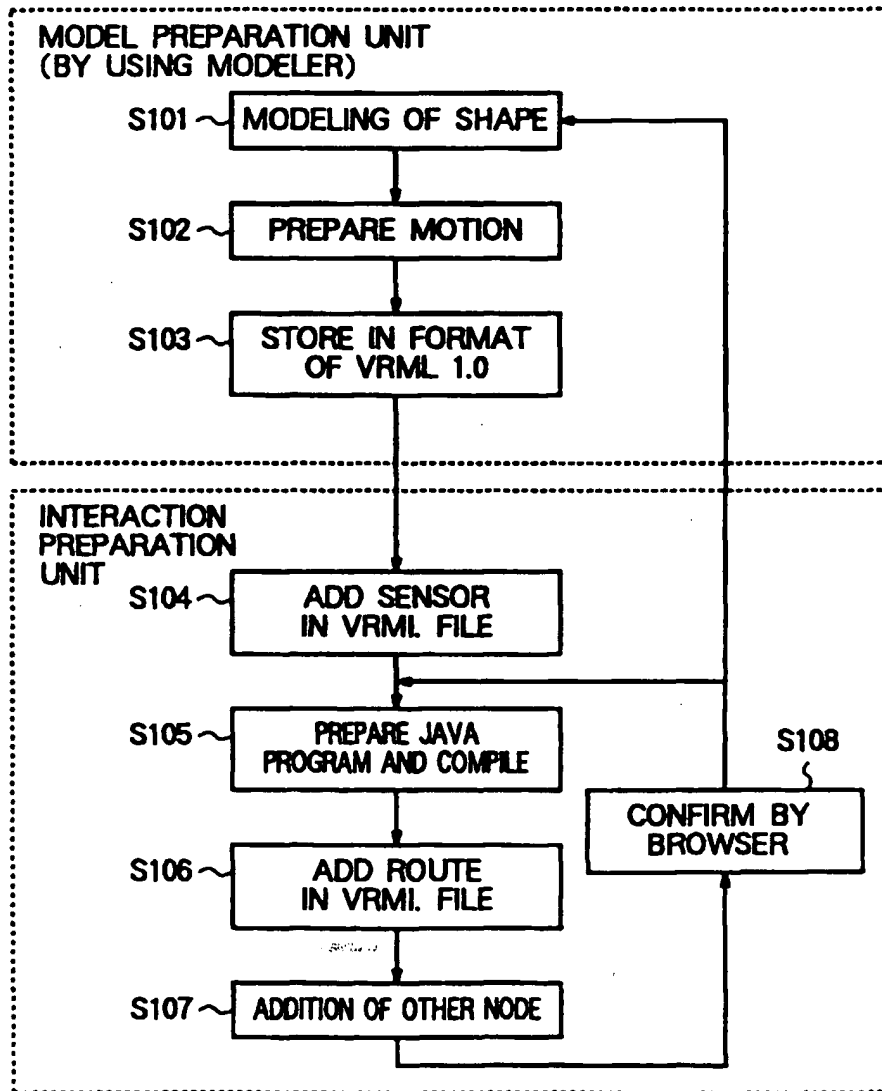 MODEL PREPARATION UNIT
(BY USING MODELER)
S101
MODELING OF SHAPE
S102
PREPARE MOTION
S103
STORE IN FORMAT
OF VRML 1.0
INTERACTION
PREPARATION
UNIT
S104
ADD SENSOR
IN VRML FILE
S105
PREPARE JAVA
PROGRAM AND COMPILE
S108
CONFIRM BY
BROWSER
S106
ADD ROUTE
IN VRML FILE
S107
ADDITION OF OTHER NODE